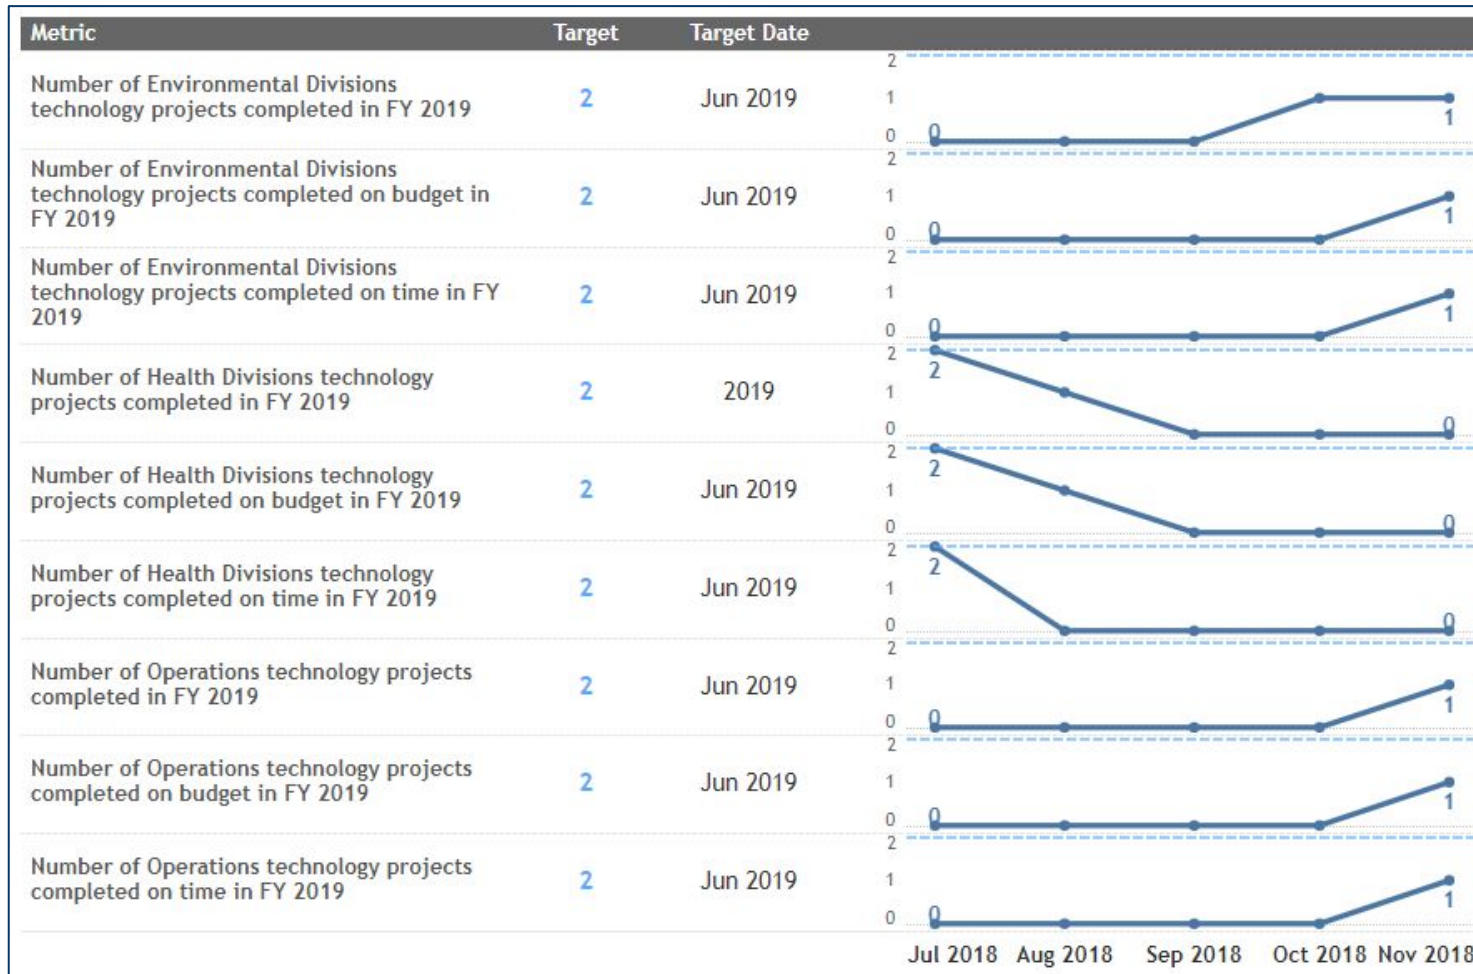 Metric Target Target Date
Number of Environmental Divisions
technology projects completed in FY 2019
2
Jun 2019
2
1
0
0
1
Number of Environmental Divisions
technology projects completed on budget in
FY 2019
2
Jun 2019
2
1
0
0
1
Number of Environmental Divisions
technology projects completed on time in FY
2019
2
Jun 2019
2
1
0
0
1
Number of Health Divisions technology
projects completed in FY 2019
2
2019
2
1
0
2
0
Number of Health Divisions technology
projects completed on budget in FY 2019
2
Jun 2019
2
1
0
2
0
Number of Health Divisions technology
projects completed on time in FY 2019
2
Jun 2019
2
1
0
2
0
Number of Operations technology projects
completed in FY 2019
2
Jun 2019
2
1
0
0
1
Number of Operations technology projects
completed on budget in FY 2019
2
Jun 2019
2
1
0
0
1
Number of Operations technology projects
completed on time in FY 2019
2
Jun 2019
2
1
0
0
1
Jul 2018 Aug 2018 Sep 2018 Oct 2018 Nov 2018